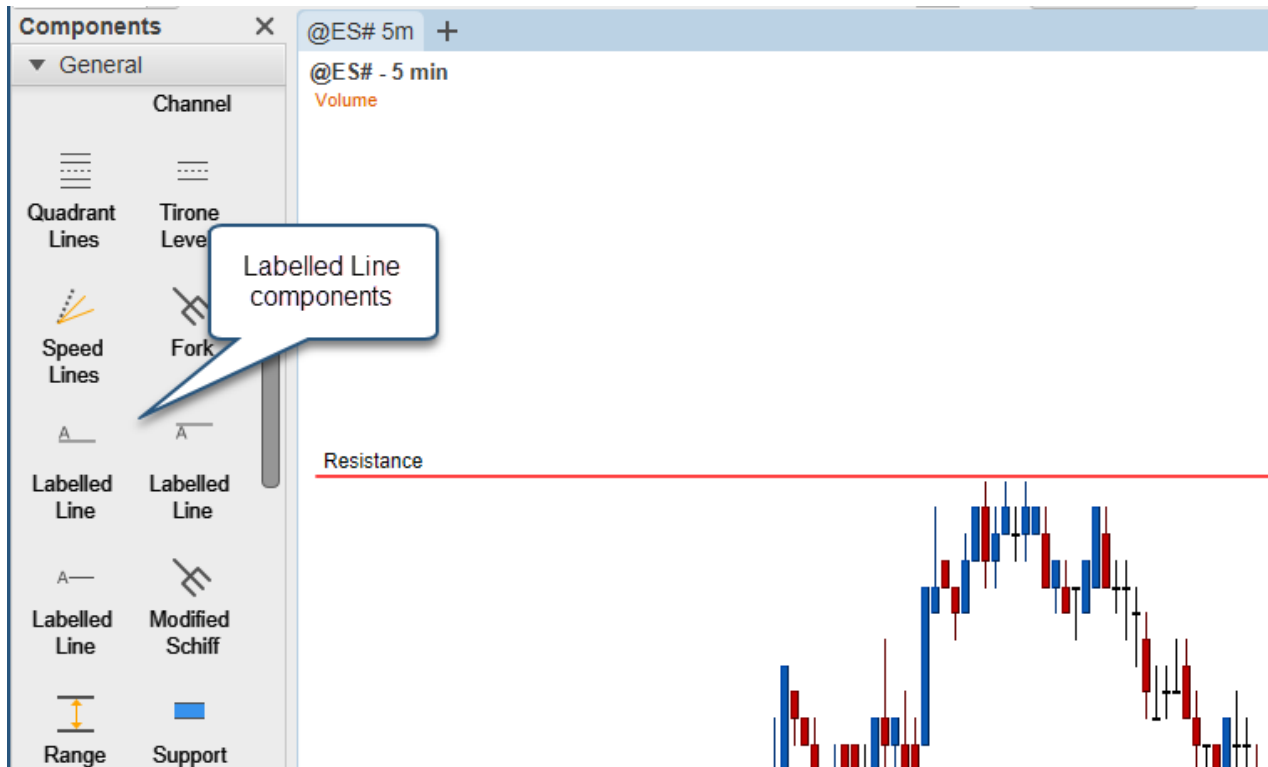 Components
@ES# 5m
General
@ES# - 5 min
Volume
Channel
Quadrant
Lines
Tirone
Labelled Line
components
Speed
Lines
Fork
A
A
Labelled
Line
Labelled
Line
Resistance
A
Labelled
Line
Modified
Schiff
Range
Support